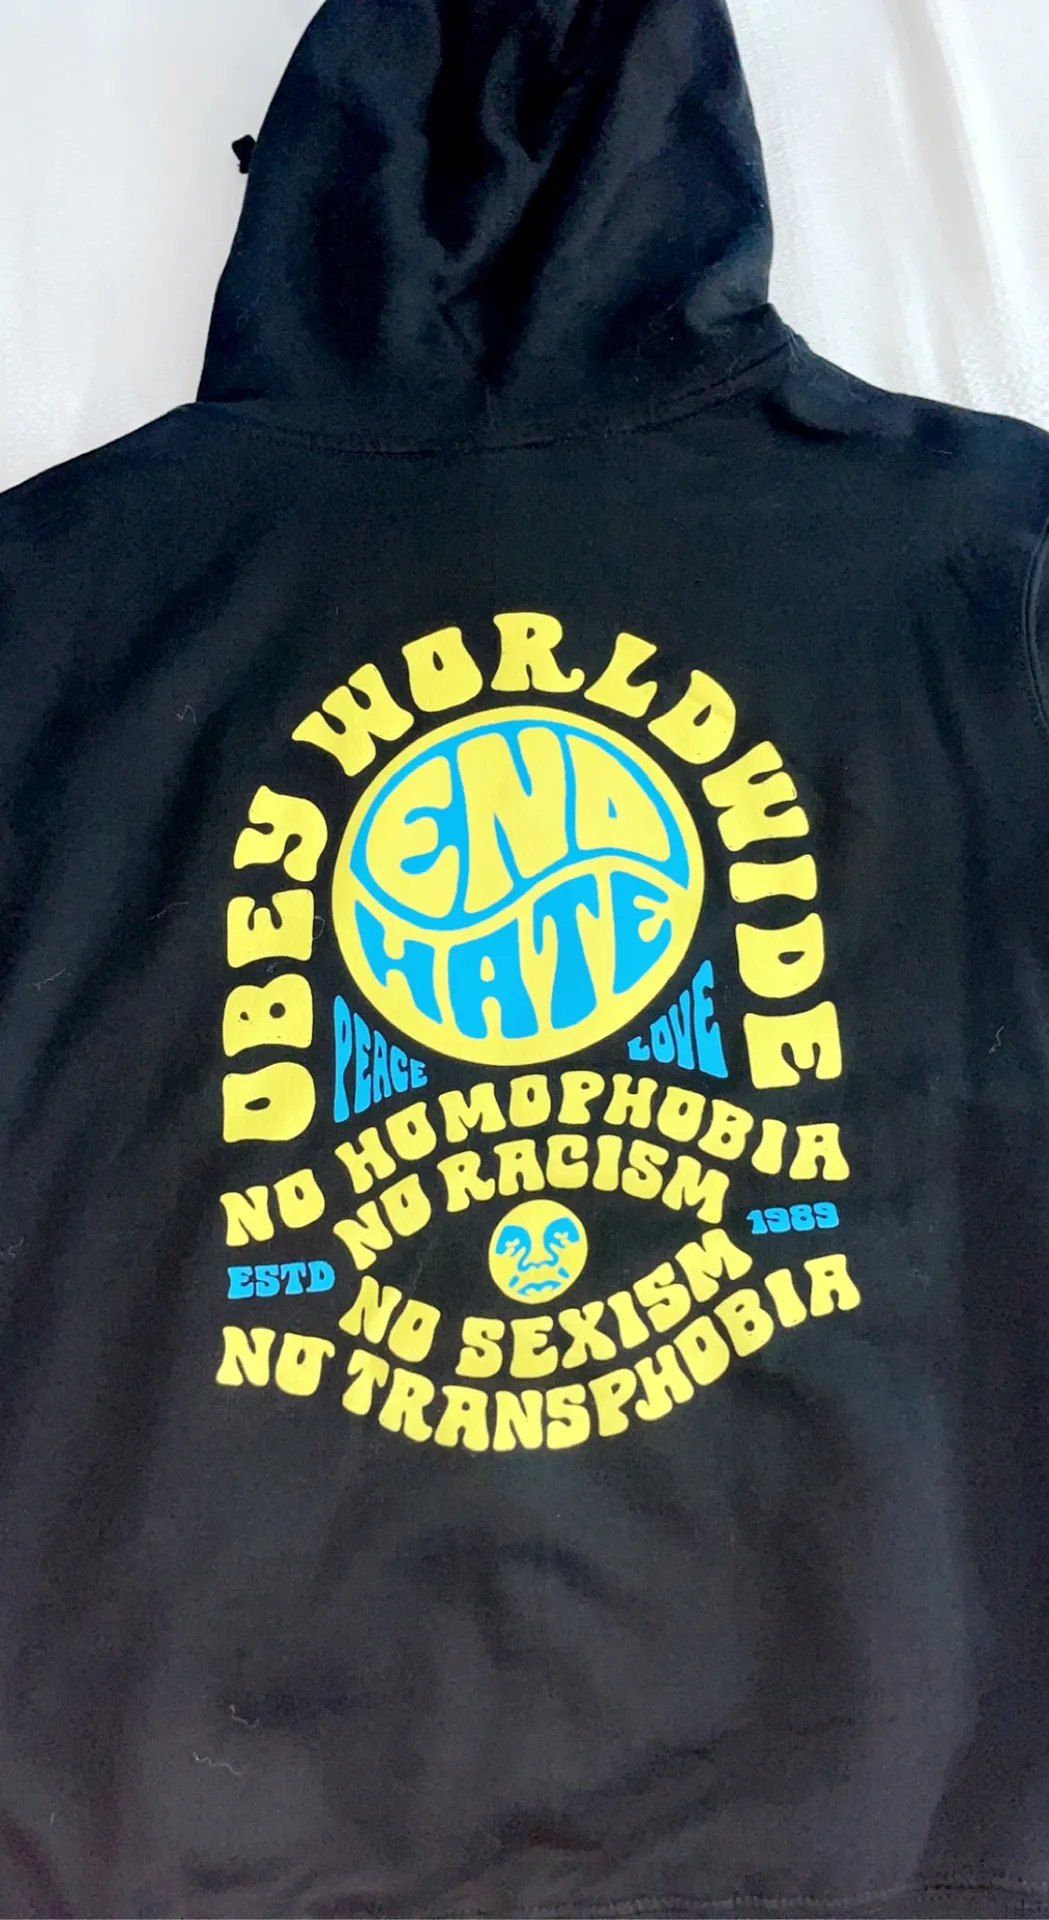 OBEY WORLDWIDE
END
HATE
PEACE
LOVE
NO HOMOPHOBIA
NO RACISM
ESTD
1989
NO SEXISM
NO TRANSPHOBIA